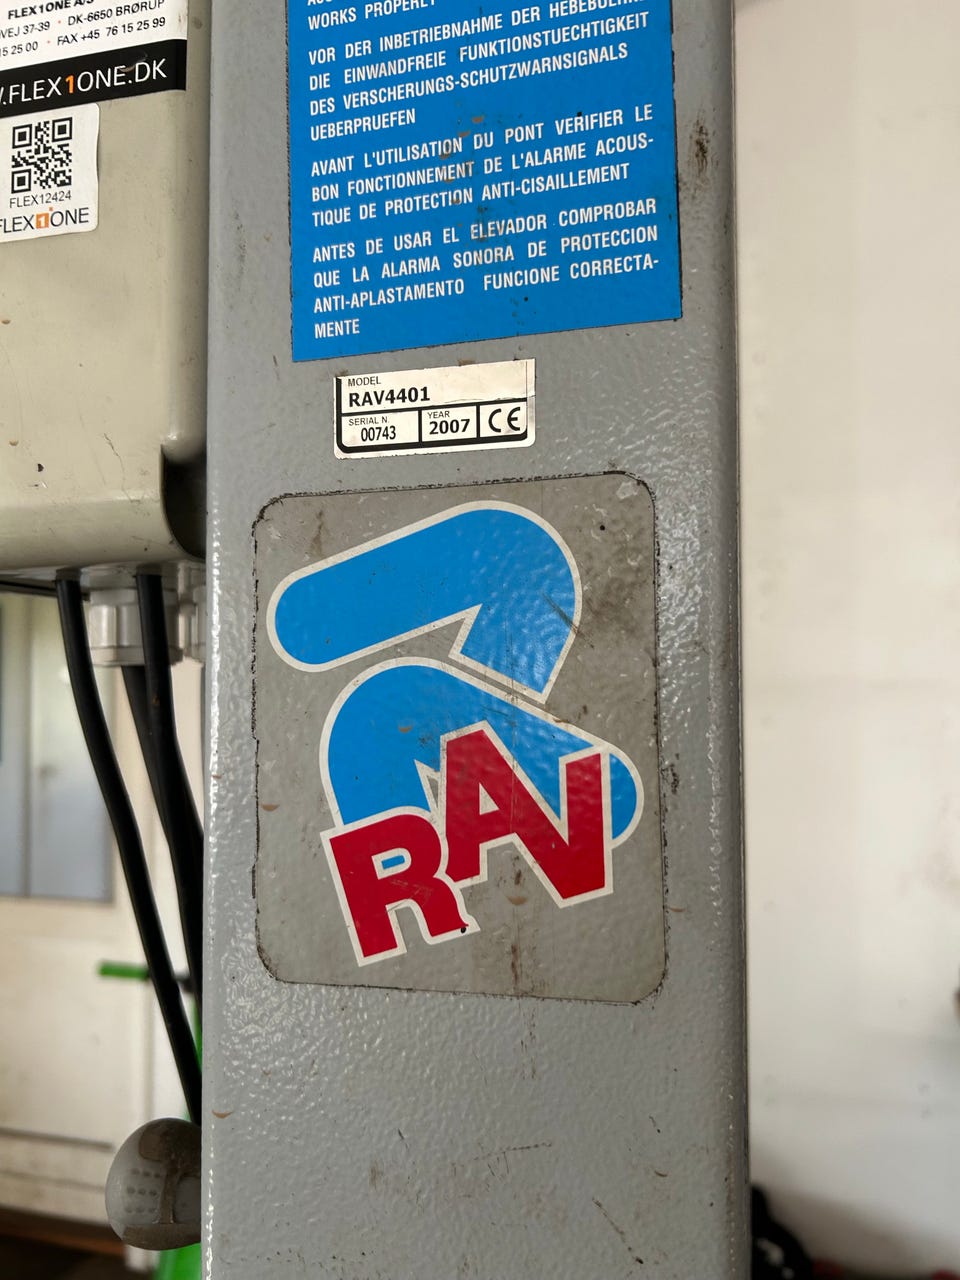 FLEX1ONE A/S
VEJ 37-39 • DK-6650 BRØRUP
15 25 00 • FAX +45 76 15 25 99
.FLEX1ONE.DK
FLEX12424
FLEX1ONE
WORKS PROPERLY
VOR DER INBETRIEBNAHME DER HEBEBUEHNE
DIE EINWANDFREIE FUNKTIONSTUECHTIGKEIT
DES VERSCHERUNGS-SCHUTZWARNSIGNALS
UEBERPRUEFEN
AVANT L'UTILISATION DU PONT VERIFIER LE
BON FONCTIONNEMENT DE L'ALARME ACOUS-
TIQUE DE PROTECTION ANTI-CISAILLEMENT
ANTES DE USAR EL ELEVADOR COMPROBAR
QUE LA ALARMA SONORA DE PROTECCION
ANTI-APLASTAMENTO FUNCIONE CORRECTA-
MENTE
MODEL
RAV4401
SERIAL N.
00743
YEAR
2007
CE
RAV